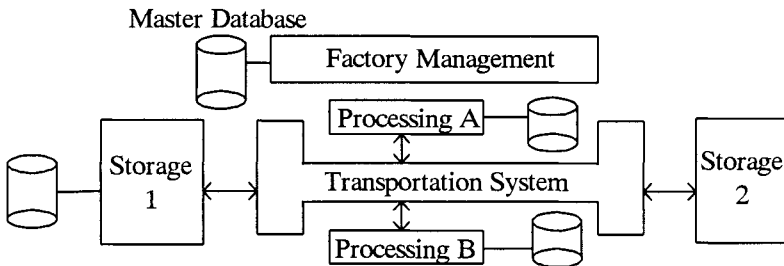 Master Database
Factory Management
Processing A
Storage
1
Transportation System
Storage
2
Processing B